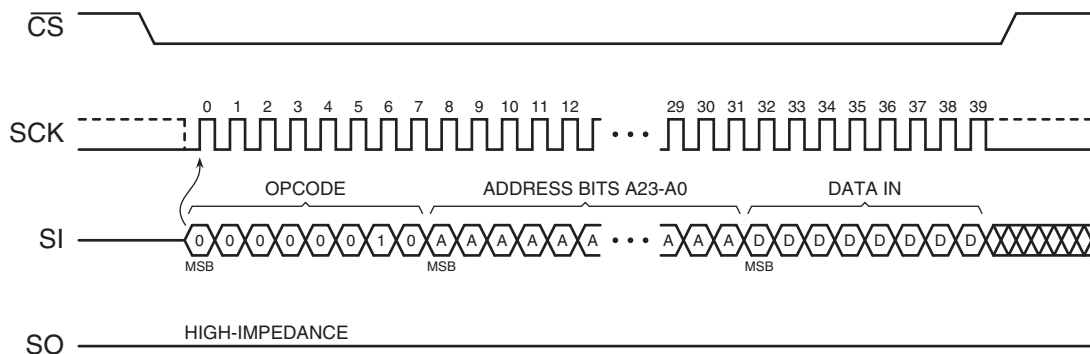 CS
SCK
0 1 2 3 4 5 6 7 8 9 10 11 12 29 30 31 32 33 34 35 36 37 38 39
OPCODE ADDRESS BITS A23-A0 DATA IN
SI
0 0 0 0 0 0 1 0 A A A A A A A A A D D D D D D D D
MSB MSB MSB
HIGH-IMPEDANCE
SO